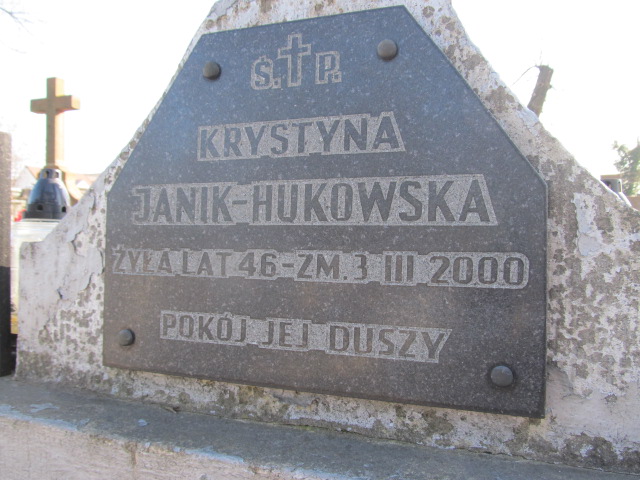 Ś. P.
KRYSTYNA
JANIK-HUKOWSKA
ŻYŁA LAT 46-ZM. 3 III 2000
POKÓJ JEJ DUSZY